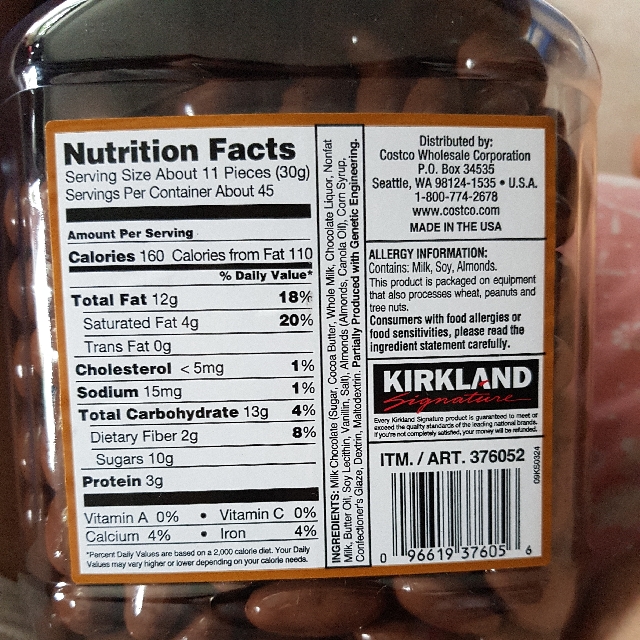 Nutrition Facts
Serving Size About 11 Pieces (30g)
Servings Per Container About 45
Amount Per Serving
Calories 160 Calories from Fat 110
% Daily Value*
Total Fat 12g 18%
Saturated Fat 4g 20%
Trans Fat 0g
Cholesterol <5mg 1%
Sodium 15mg 1%
Total Carbohydrate 13g 4%
Dietary Fiber 2g 8%
Sugars 10g
Protein 3g
Vitamin A 0% • Vitamin C 0%
Calcium 4% • Iron 4%
*Percent Daily Values are based on a 2,000 calorie diet. Your Daily
Values may vary higher or lower depending on your calorie needs.
INGREDIENTS: Milk Chocolate (Sugar, Cocoa Butter, Whole Milk, Chocolate Liquor, Nonfat
Milk, Butter Oil, Soy Lecithin, Vanillin, Salt), Almonds (Almonds, Canola Oil), Corn Syrup,
Confectioner's Glaze, Dextrin, Maltodextrin. Partially Produced with Genetic Engineering.
Distributed by:
Costco Wholesale Corporation
P.O. Box 34535
Seattle, WA 98124-1535 • U.S.A.
1-800-774-2678
www.costco.com
MADE IN THE USA
ALLERGY INFORMATION:
Contains: Milk, Soy, Almonds.
This product is packaged on equipment
that also processes wheat, peanuts and
tree nuts.
Consumers with food allergies or
food sensitivities, please read the
ingredient statement carefully.
KIRKLAND
Signature
Every Kirkland Signature product is guaranteed to meet or
exceed the quality standards of the leading national brands.
If you're not completely satisfied, your money will be refunded.
ITM. / ART. 376052
09KS0324
0 96619 37605 6